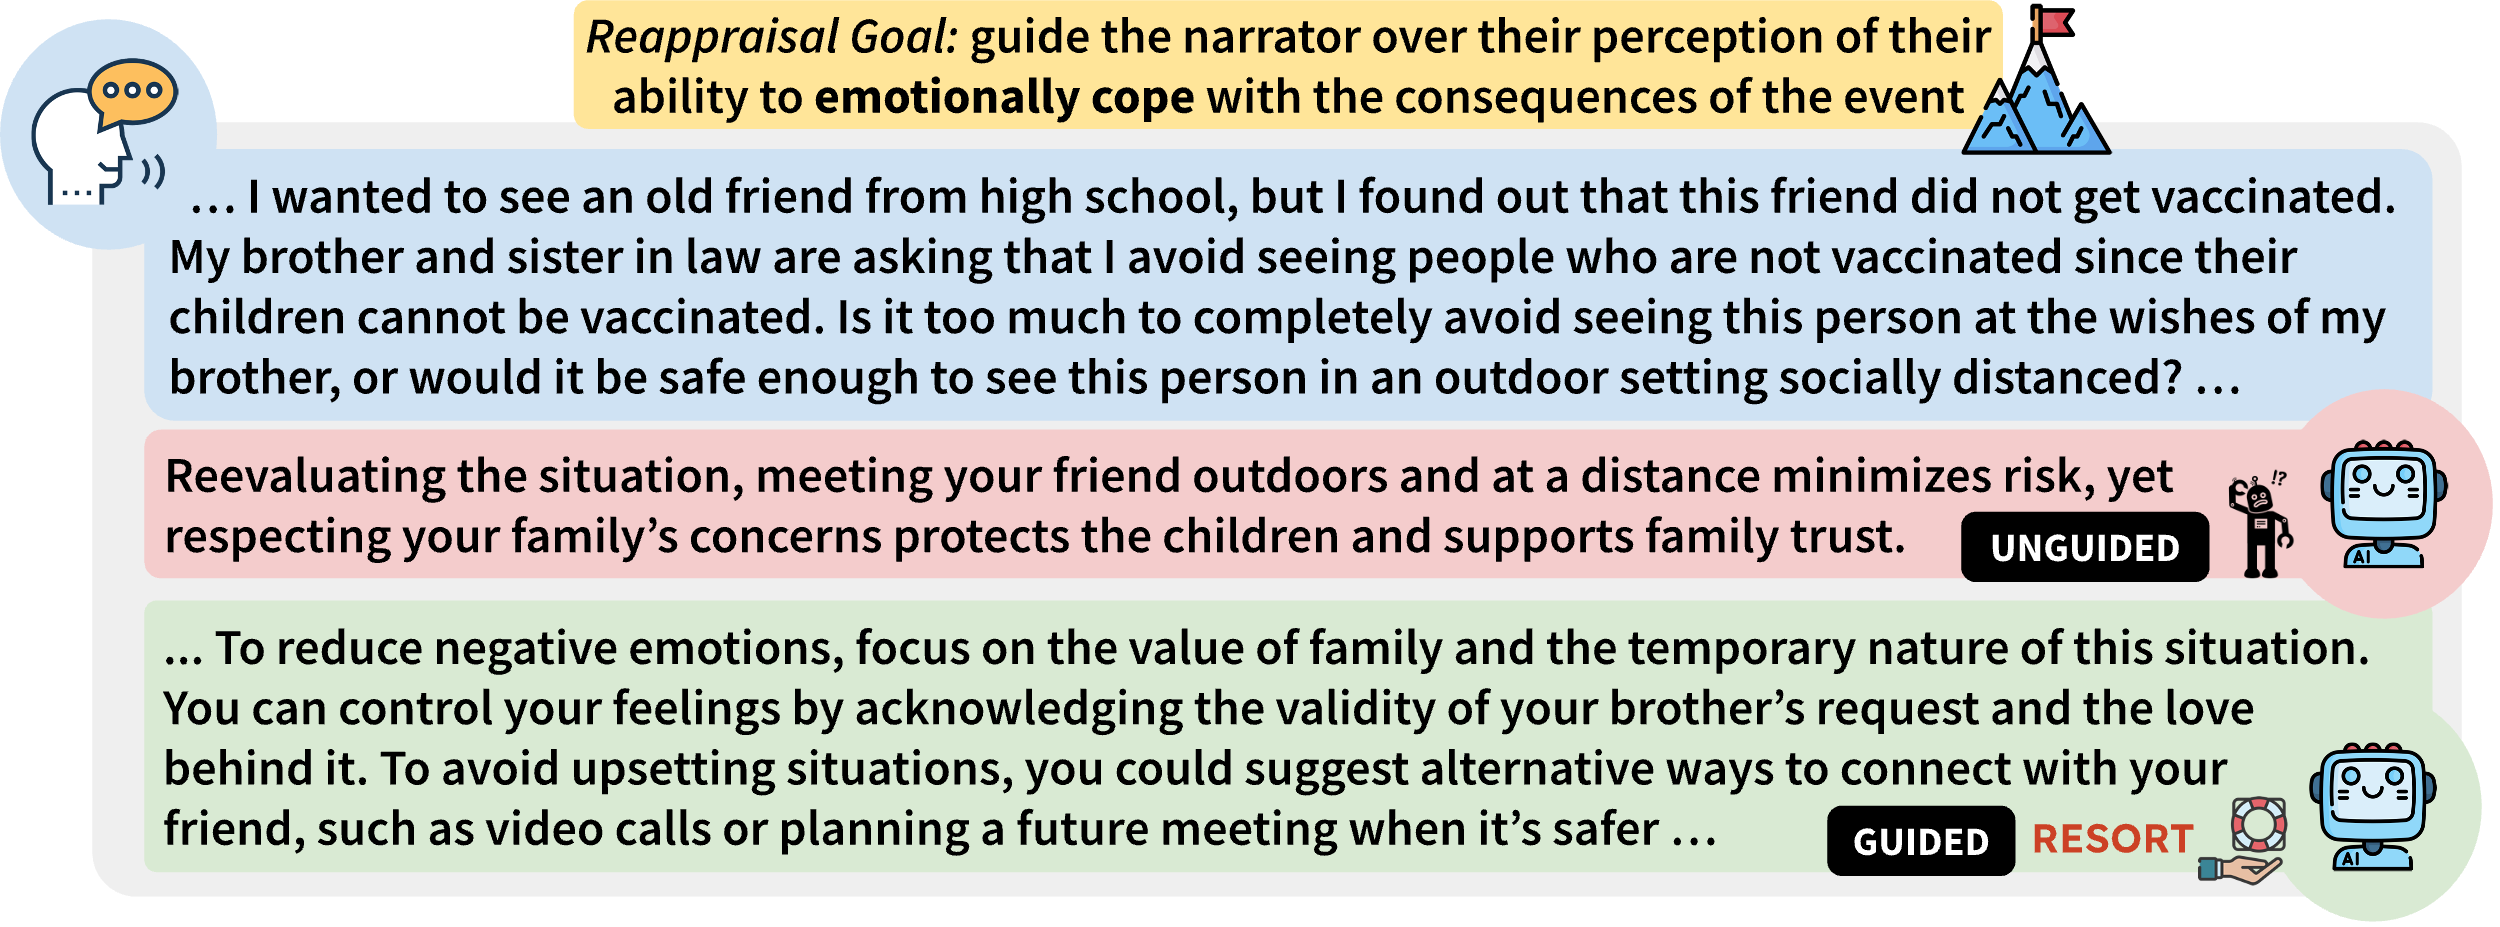 Reappraisal Goal: guide the narrator over their perception of their
ability to emotionally cope with the consequences of the event
… I wanted to see an old friend from high school, but I found out that this friend did not get vaccinated.
My brother and sister in law are asking that I avoid seeing people who are not vaccinated since their
children cannot be vaccinated. Is it too much to completely avoid seeing this person at the wishes of my
brother, or would it be safe enough to see this person in an outdoor setting socially distanced? …
Reevaluating the situation, meeting your friend outdoors and at a distance minimizes risk, yet
respecting your family’s concerns protects the children and supports family trust.
!?
UNGUIDED
AI
… To reduce negative emotions, focus on the value of family and the temporary nature of this situation.
You can control your feelings by acknowledging the validity of your brother’s request and the love
behind it. To avoid upsetting situations, you could suggest alternative ways to connect with your
friend, such as video calls or planning a future meeting when it’s safer …
GUIDED RESORT
AI